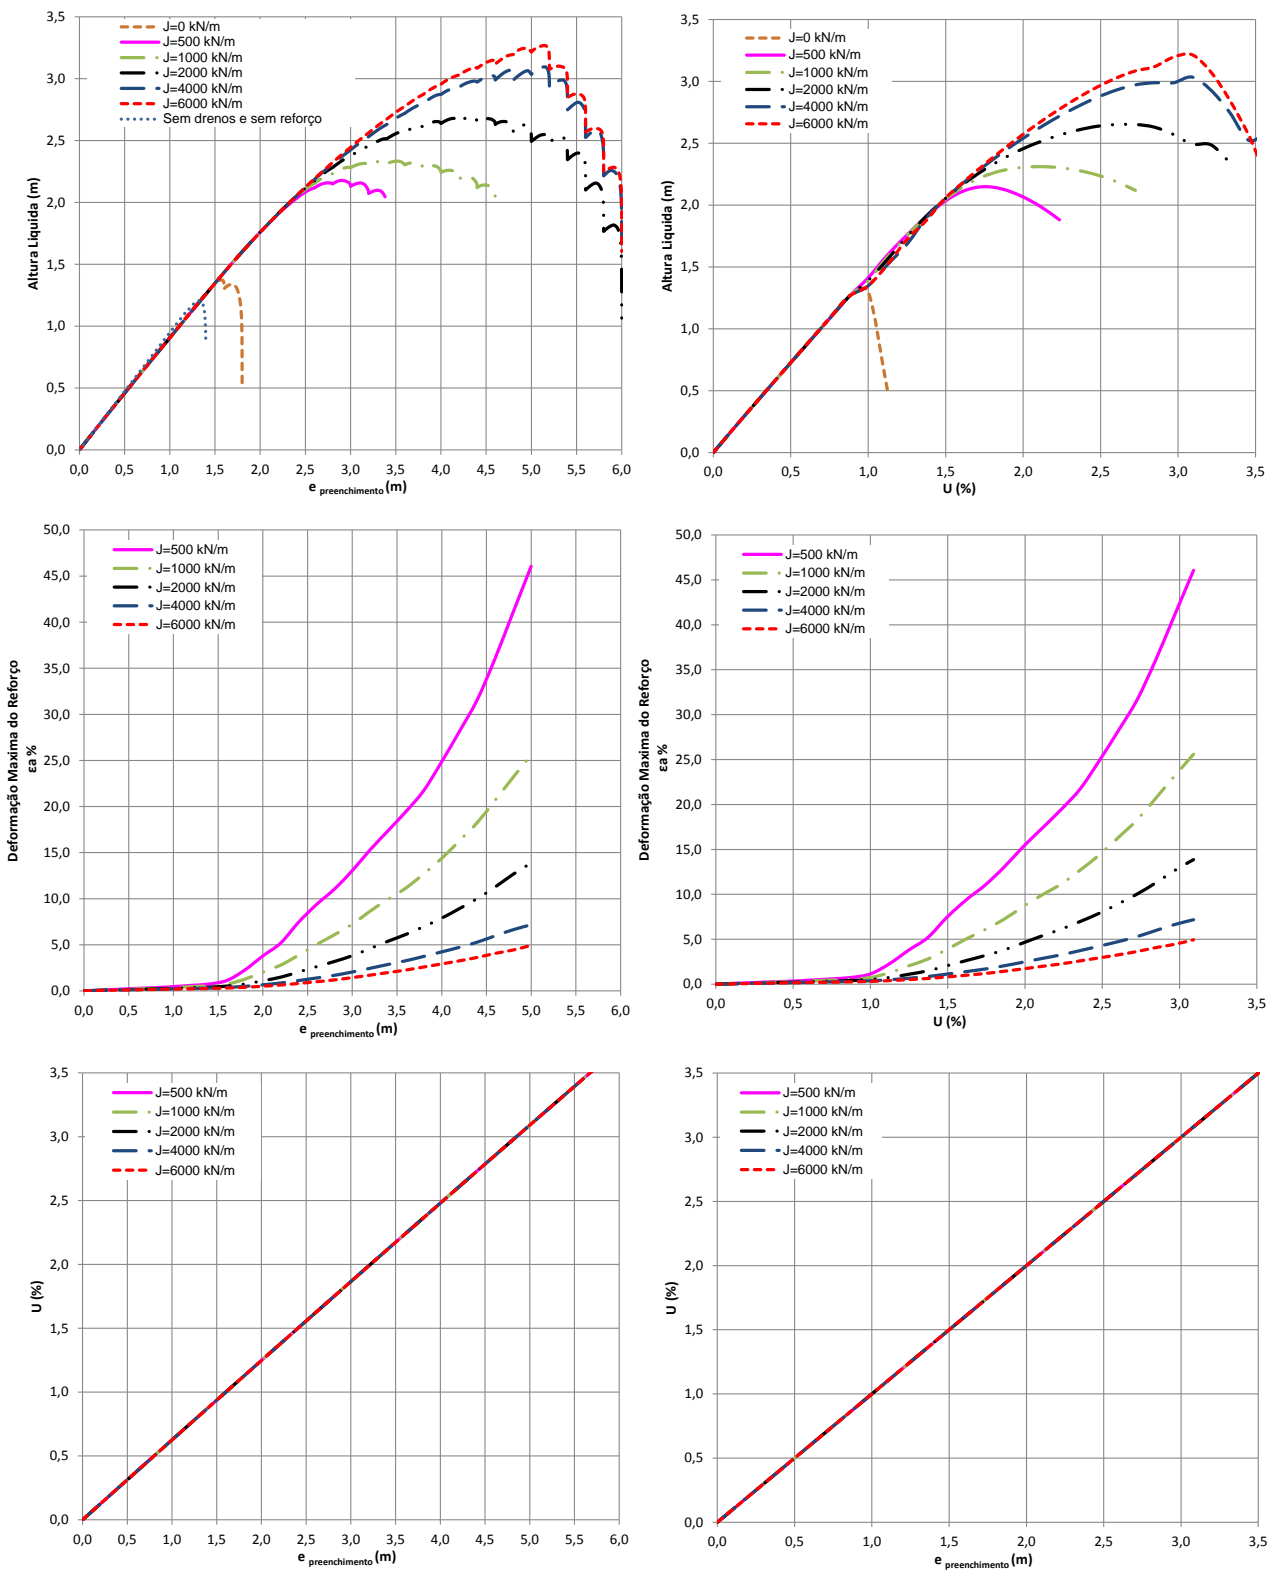 3,5
3,0
2,5
2,0
1,5
1,0
0,5
0,0
Altura Liquida (m)
J=0 kN/m
J=500 kN/m
J=1000 kN/m
J=2000 kN/m
J=4000 kN/m
J=6000 kN/m
Sem drenos e sem reforço
0,0 0,5 1,0 1,5 2,0 2,5 3,0 3,5 4,0 4,5 5,0 5,5 6,0
e preenchimento (m)
3,5
3,0
2,5
2,0
1,5
1,0
0,5
0,0
Altura Liquida (m)
J=0 kN/m
J=500 kN/m
J=1000 kN/m
J=2000 kN/m
J=4000 kN/m
J=6000 kN/m
0,0 0,5 1,0 1,5 2,0 2,5 3,0 3,5
U (%)
50,0
45,0
40,0
35,0
30,0
25,0
20,0
15,0
10,0
5,0
0,0
Deformação Maxima do Reforço
εa %
J=500 kN/m
J=1000 kN/m
J=2000 kN/m
J=4000 kN/m
J=6000 kN/m
0,0 0,5 1,0 1,5 2,0 2,5 3,0 3,5 4,0 4,5 5,0 5,5 6,0
e preenchimento (m)
50,0
45,0
40,0
35,0
30,0
25,0
20,0
15,0
10,0
5,0
0,0
Deformação Maxima do Reforço
εa %
J=500 kN/m
J=1000 kN/m
J=2000 kN/m
J=4000 kN/m
J=6000 kN/m
0,0 0,5 1,0 1,5 2,0 2,5 3,0 3,5
U (%)
3,5
3,0
2,5
2,0
1,5
1,0
0,5
0,0
U (%)
J=500 kN/m
J=1000 kN/m
J=2000 kN/m
J=4000 kN/m
J=6000 kN/m
0,0 0,5 1,0 1,5 2,0 2,5 3,0 3,5 4,0 4,5 5,0 5,5 6,0
e preenchimento (m)
3,5
3,0
2,5
2,0
1,5
1,0
0,5
0,0
U (%)
J=500 kN/m
J=1000 kN/m
J=2000 kN/m
J=4000 kN/m
J=6000 kN/m
0,0 0,5 1,0 1,5 2,0 2,5 3,0 3,5
e preenchimento (m)